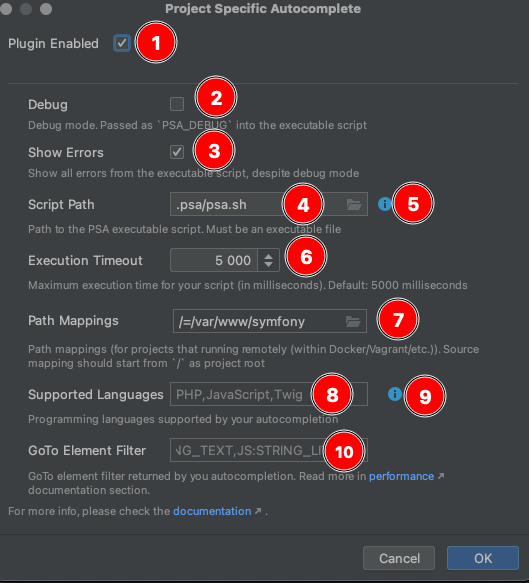 Project Specific Autocomplete
Plugin Enabled 1
Debug 2
Debug mode. Passed as `PSA_DEBUG` into the executable script
Show Errors 3
Show all errors from the executable script, despite debug mode
Script Path .psa/psa.sh 4 5
Path to the PSA executable script. Must be an executable file
Execution Timeout 5 000 6
Maximum execution time for your script (in milliseconds). Default: 5000 milliseconds
Path Mappings /=/var/www/symfony 7
Path mappings (for projects that running remotely (within Docker/Vagrant/etc.)). Source
mapping should start from `/` as project root
Supported Languages PHP,JavaScript,Twig 8 9
Programming languages supported by your autocompletion
GoTo Element Filter NG_TEXT,JS:STRING_LI 10
GoTo element filter returned by you autocompletion. Read more in performance ↗
documentation section.
For more info, please check the documentation ↗ .
Cancel OK